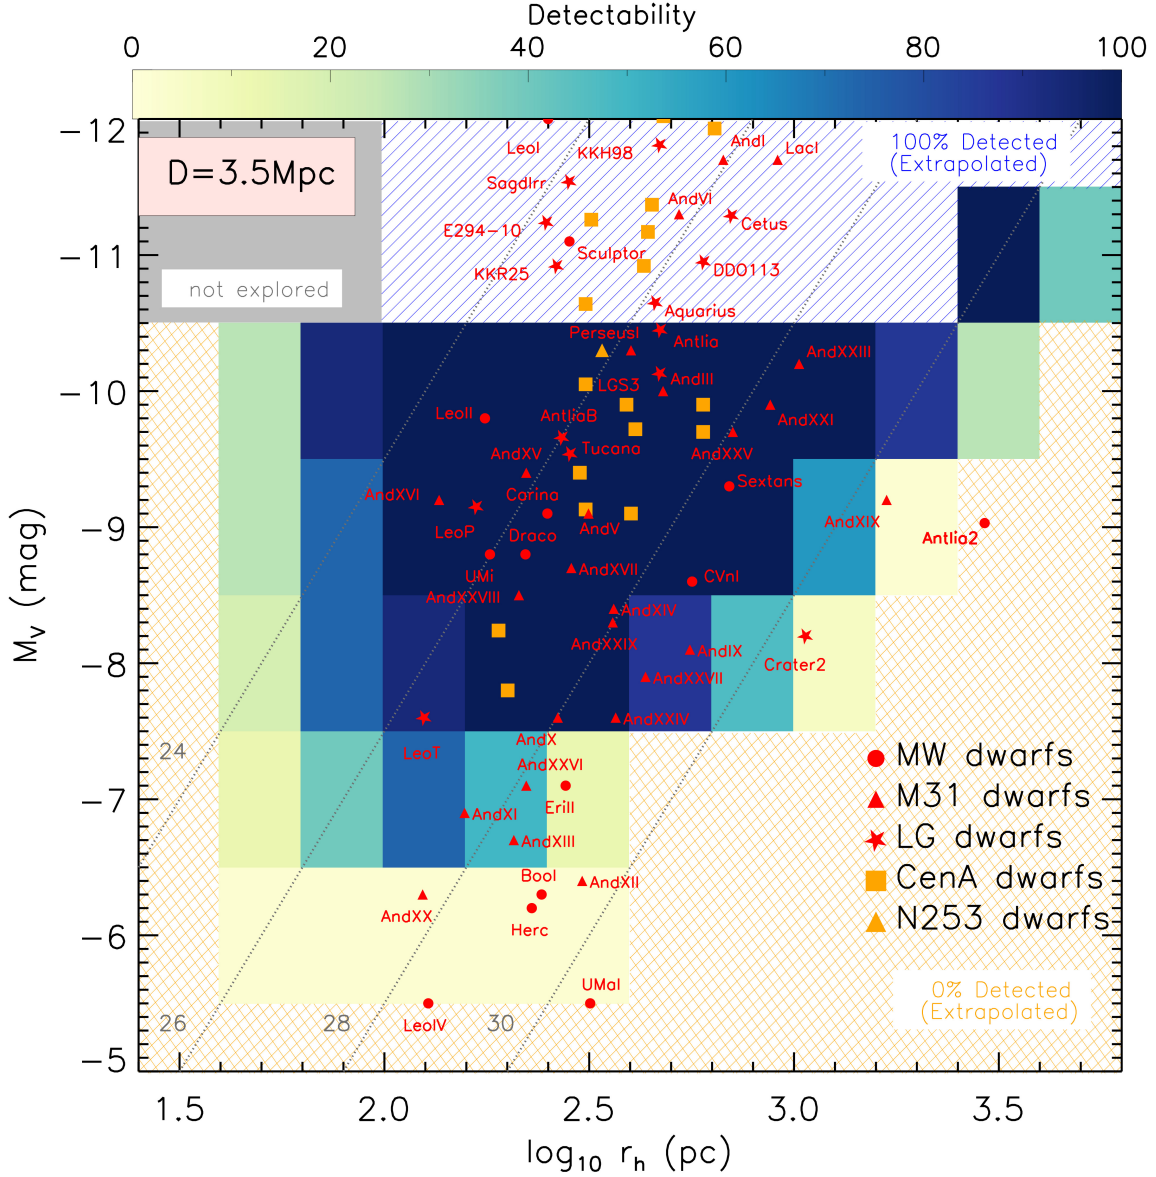 Detectability
0 20 40 60 80 100
D=3.5Mpc
not explored
100% Detected
(Extrapolated)
LeoI
KKH98
AndI
LacI
SagdIrr
AndVI
E294-10
Cetus
Sculptor
KKR25
DDO113
Aquarius
PerseusI
Antlia
AndXXIII
LGS3
AndIII
LeoII
AntliaB
AndXXI
Tucana
AndXV
AndXXV
AndXVI
Carina
Sextans
LeoP
AndV
AndXIX
Draco
Antlia2
UMi
AndXVII
CVnI
AndXXVIII
AndXIV
AndXXIX
AndIX
Crater2
AndXXVII
AndXXIV
LeoT
AndX
AndXXVI
EriII
AndXI
AndXIII
BooI
AndXII
AndXX
Herc
UMaI
LeoIV
24
26
28
30
MW dwarfs
M31 dwarfs
LG dwarfs
CenA dwarfs
N253 dwarfs
0% Detected
(Extrapolated)
−12
−11
−10
−9
−8
−7
−6
−5
M_V (mag)
1.5 2.0 2.5 3.0 3.5
log₁₀ r_h (pc)